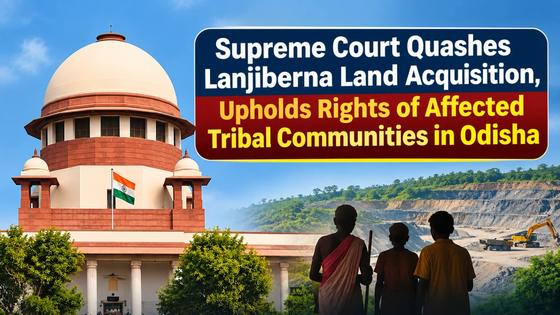 Supreme Court Quashes
Lanjiberna Land Acquisition,
Upholds Rights of Affected
Tribal Communities in Odisha